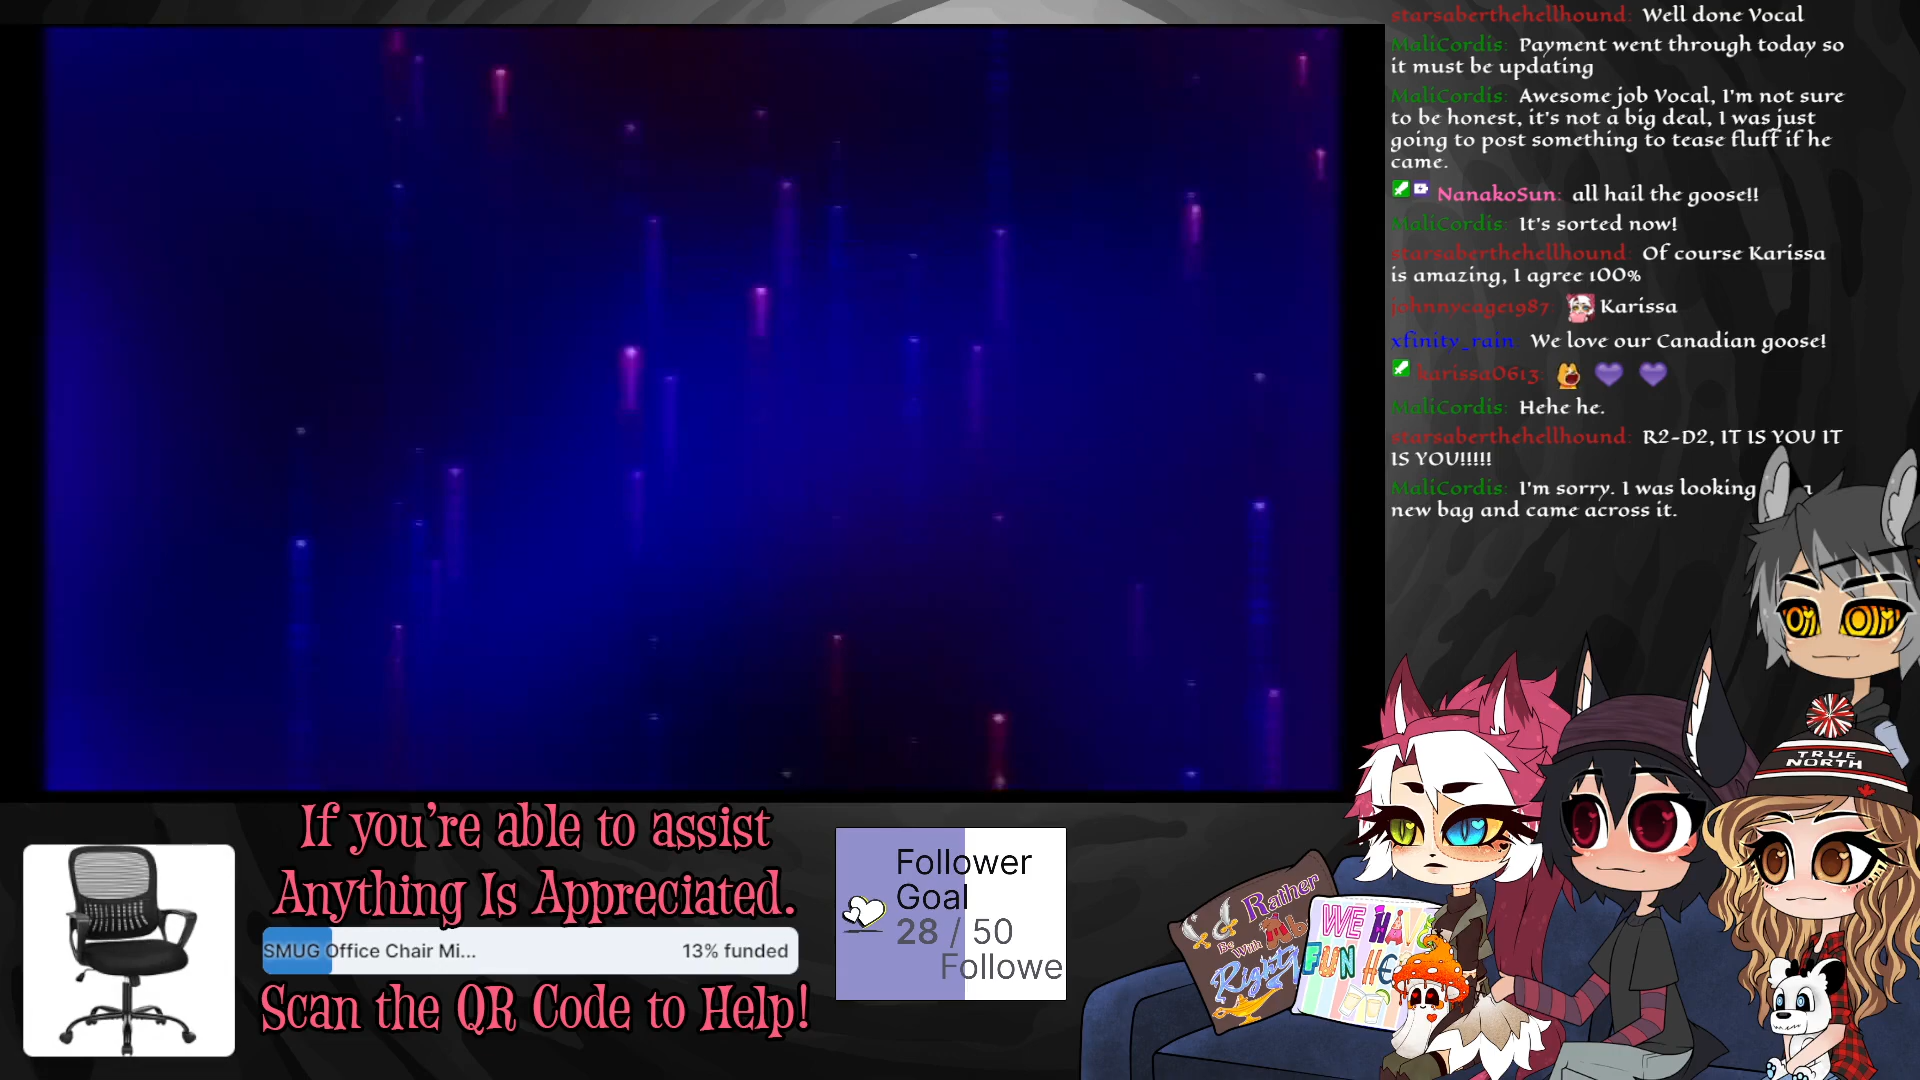 starsaberthehellhound: Well done Vocal
MaliCordis: Payment went through today so
it must be updating
MaliCordis: Awesome job Vocal, I'm not sure
to be honest, it's not a big deal, I was just
going to post something to tease fluff if he
came.
NanakoSun: all hail the goose!!
MaliCordis: It's sorted now!
starsaberthehellhound: Of course Karissa
is amazing, I agree 100%
johnnycage1987: Karissa
xfinity_rain: We love our Canadian goose!
karissa0613:
MaliCordis: Hehe he.
starsaberthehellhound: R2-D2, IT IS YOU IT
IS YOU!!!!!
MaliCordis: I'm sorry. I was looking
new bag and came across it.
TRUE
NORTH
If you're able to assist
Anything Is Appreciated.
SMUG Office Chair Mi... 13% funded
Scan the QR Code to Help!
Follower
Goal
28 / 50
Followe
Rather
Be With
Righty
WE HAVE
FUN HE